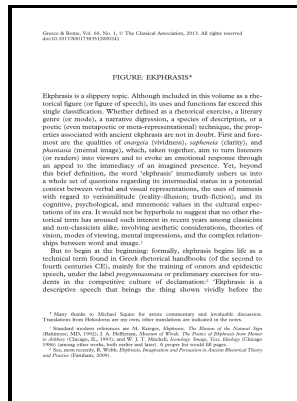 Greece & Rome, Vol. 60, No. 1, © The Classical Association, 2013. All rights reserved
doi:10.1017/S0017383512000241
FIGURE: EKPHRASIS*
Ekphrasis is a slippery topic. Although included in this volume as a rhe-
torical figure (or figure of speech), its uses and functions far exceed this
single classification. Whether defined as a rhetorical exercise, a literary
genre (or mode), a narrative digression, a species of description, or a
poetic (even metapoetic or meta-representational) technique, the prop-
erties associated with ancient ekphrasis are not in doubt. First and fore-
most are the qualities of enargeia (vividness), sapheneia (clarity), and
phantasia (mental image), which, taken together, aim to turn listeners
(or readers) into viewers and to evoke an emotional response through
an appeal to the immediacy of an imagined presence. Yet, beyond
this brief definition, the word 'ekphrasis' immediately ushers us into
a whole set of questions regarding its intermedial status in a potential
contest between verbal and visual representations, the uses of mimesis
with regard to verisimilitude (reality–illusion; truth–fiction), and its
cognitive, psychological, and mnemonic values in the cultural expec-
tations of its era. It would not be hyperbole to suggest that no other rhe-
torical term has aroused such interest in recent years among classicists
and non-classicists alike, involving aesthetic considerations, theories of
vision, modes of viewing, mental impressions, and the complex relation-
ships between word and image.¹
But to begin at the beginning: formally, ekphrasis begins life as a
technical term found in Greek rhetorical handbooks (of the second to
fourth centuries CE), mainly for the training of orators and epideictic
speech, under the label progymnasmata or preliminary exercises for stu-
dents in the competitive culture of declamation:² 'Ekphrasis is a
descriptive speech that brings the thing shown vividly before the
* Many thanks to Michael Squire for astute commentary and invaluable discussion.
Translations from Heliodorus are my own; other translations are indicated in the notes.
¹ Standard modern references are M. Krieger, Ekphrasis. The Illusion of the Natural Sign
(Baltimore, MD, 1992); J. A. Heffernan, Museum of Words. The Poetics of Ekphrasis from Homer
to Ashbery (Chicago, IL, 1993); and W. J. T. Mitchell, Iconology. Image, Text, Ideology (Chicago
1986) (among other works, both earlier and later). A proper list would fill pages.
² See, most recently, R. Webb, Ekphrasis, Imagination and Persuasion in Ancient Rhetorical Theory
and Practice (Farnham, 2009).